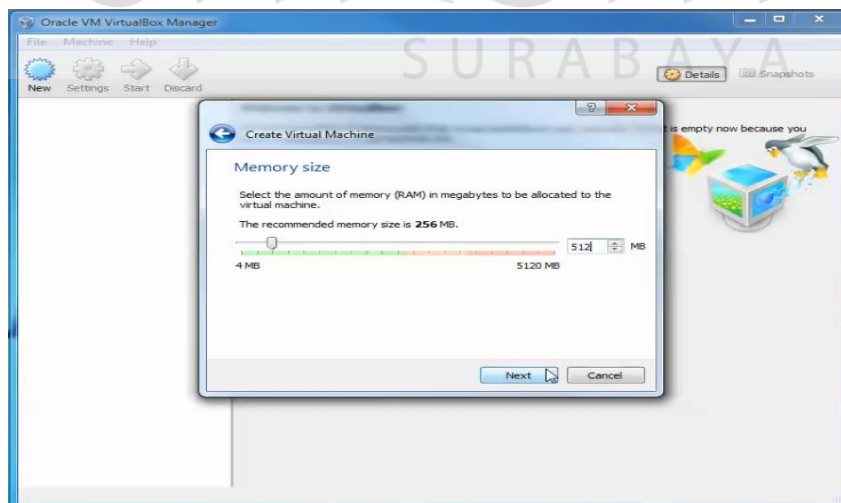 Oracle VM VirtualBox Manager
File Machine Help
SURABAYA
New Settings Start Discard
Details Snapshots
is empty now because you
Create Virtual Machine
Memory size
Select the amount of memory (RAM) in megabytes to be allocated to the
virtual machine.
The recommended memory size is 256 MB.
512 MB
4 MB 5120 MB
Next Cancel